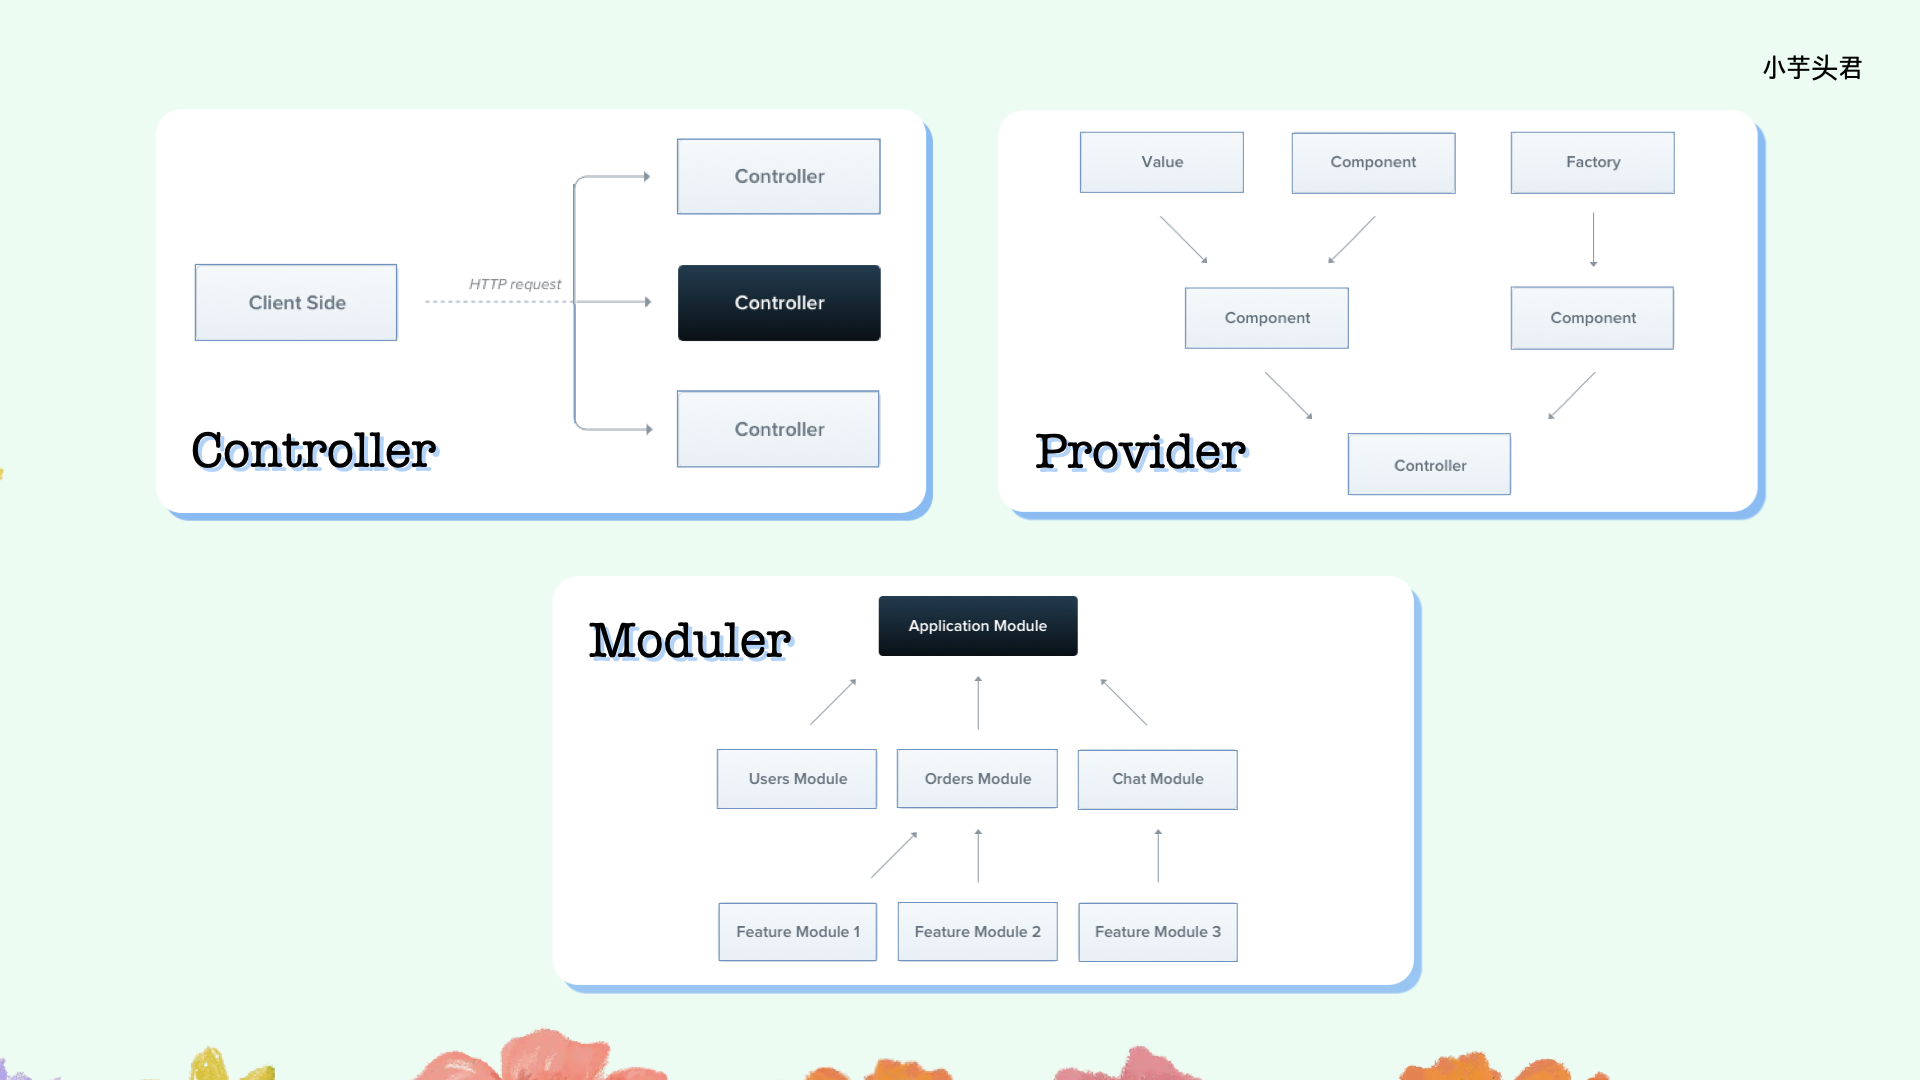 小芋头君
Controller
HTTP request
Client Side
Controller
Controller
Controller
Value
Component
Factory
Component
Component
Provider
Controller
Moduler
Application Module
Users Module
Orders Module
Chat Module
Feature Module 1
Feature Module 2
Feature Module 3